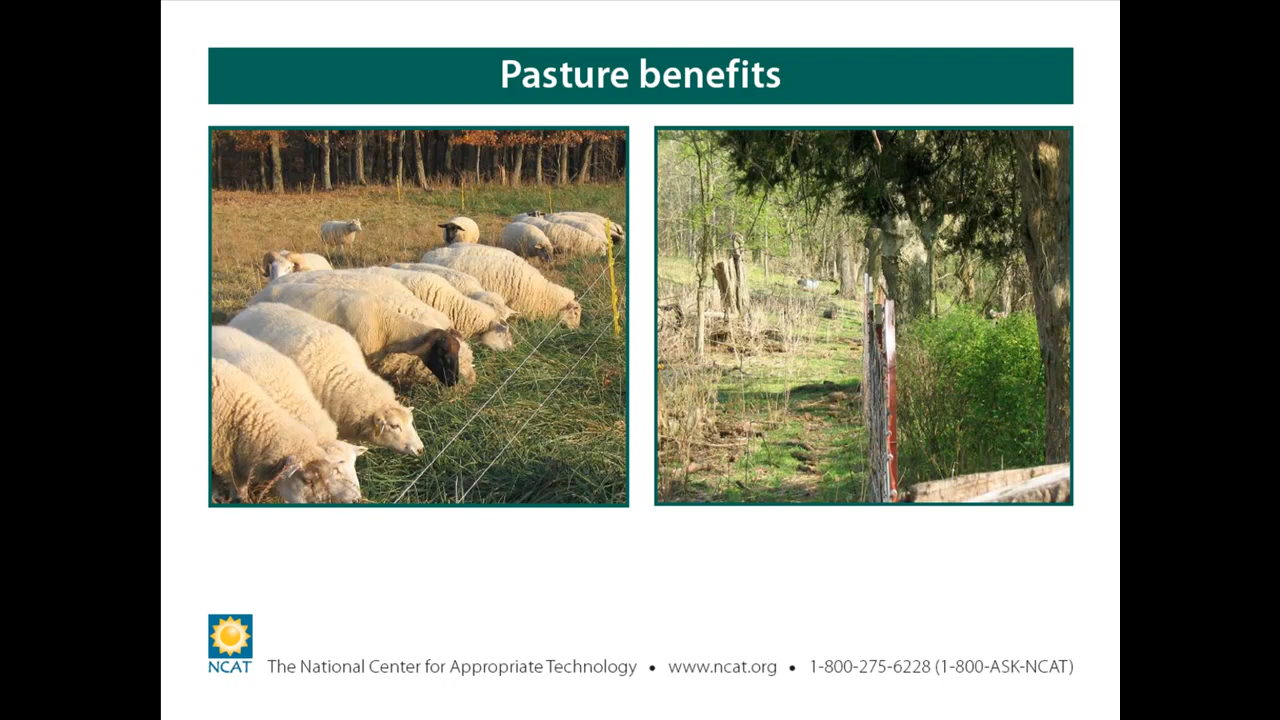 Pasture benefits
NCAT
The National Center for Appropriate Technology • www.ncat.org • 1-800-275-6228 (1-800-ASK-NCAT)